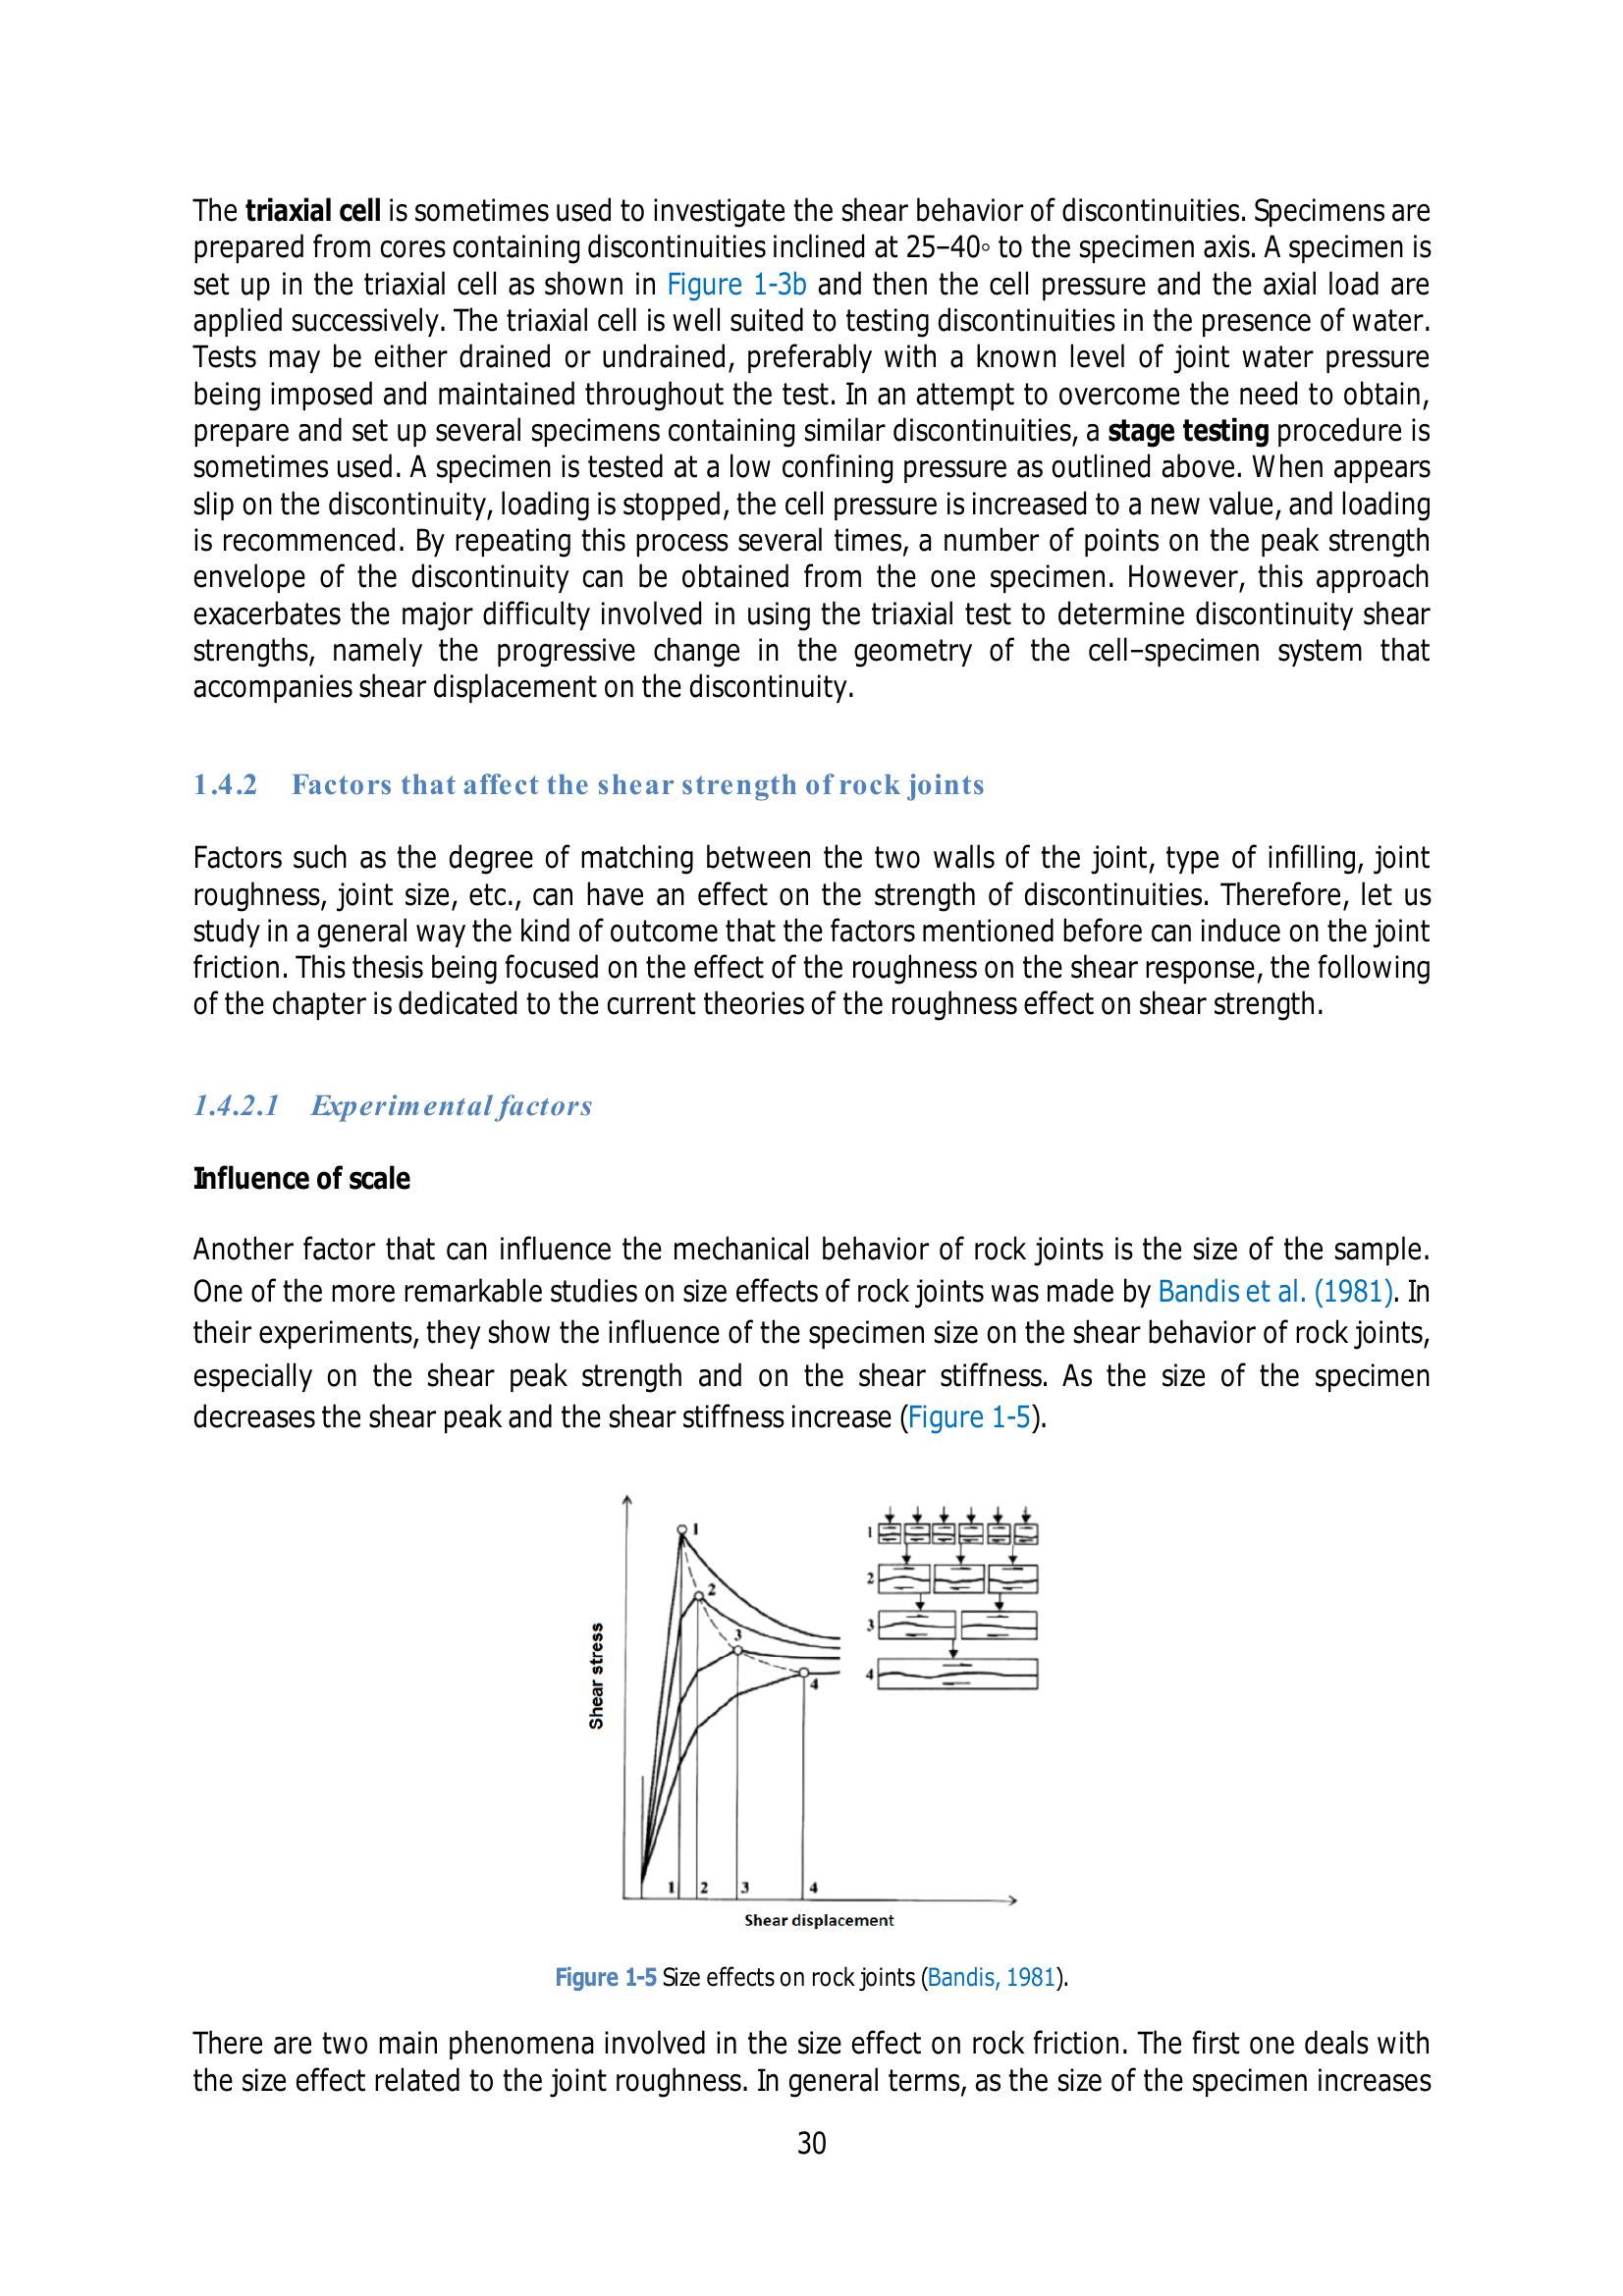 The triaxial cell is sometimes used to investigate the shear behavior of discontinuities. Specimens are
prepared from cores containing discontinuities inclined at 25–40◦ to the specimen axis. A specimen is
set up in the triaxial cell as shown in Figure 1-3b and then the cell pressure and the axial load are
applied successively. The triaxial cell is well suited to testing discontinuities in the presence of water.
Tests may be either drained or undrained, preferably with a known level of joint water pressure
being imposed and maintained throughout the test. In an attempt to overcome the need to obtain,
prepare and set up several specimens containing similar discontinuities, a stage testing procedure is
sometimes used. A specimen is tested at a low confining pressure as outlined above. When appears
slip on the discontinuity, loading is stopped, the cell pressure is increased to a new value, and loading
is recommenced. By repeating this process several times, a number of points on the peak strength
envelope of the discontinuity can be obtained from the one specimen. However, this approach
exacerbates the major difficulty involved in using the triaxial test to determine discontinuity shear
strengths, namely the progressive change in the geometry of the cell–specimen system that
accompanies shear displacement on the discontinuity.
1.4.2 Factors that affect the shear strength of rock joints
Factors such as the degree of matching between the two walls of the joint, type of infilling, joint
roughness, joint size, etc., can have an effect on the strength of discontinuities. Therefore, let us
study in a general way the kind of outcome that the factors mentioned before can induce on the joint
friction. This thesis being focused on the effect of the roughness on the shear response, the following
of the chapter is dedicated to the current theories of the roughness effect on shear strength.
1.4.2.1 Experimental factors
Influence of scale
Another factor that can influence the mechanical behavior of rock joints is the size of the sample.
One of the more remarkable studies on size effects of rock joints was made by Bandis et al. (1981). In
their experiments, they show the influence of the specimen size on the shear behavior of rock joints,
especially on the shear peak strength and on the shear stiffness. As the size of the specimen
decreases the shear peak and the shear stiffness increase (Figure 1-5).
Shear stress
1
2
3
4
1
2
3
4
1 2 3 4
Shear displacement
Figure 1-5 Size effects on rock joints (Bandis, 1981).
There are two main phenomena involved in the size effect on rock friction. The first one deals with
the size effect related to the joint roughness. In general terms, as the size of the specimen increases
30